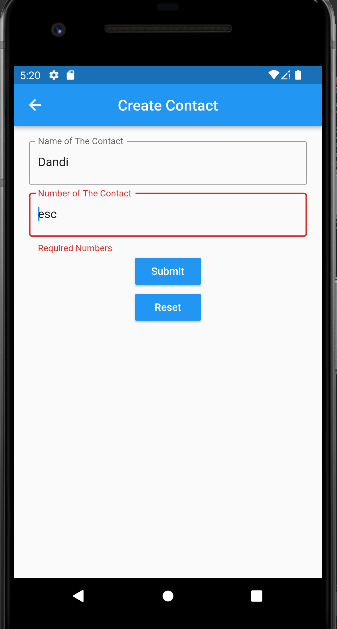 5:20
Create Contact
Name of The Contact
Dandi
Number of The Contact
esc
Required Numbers
Submit
Reset